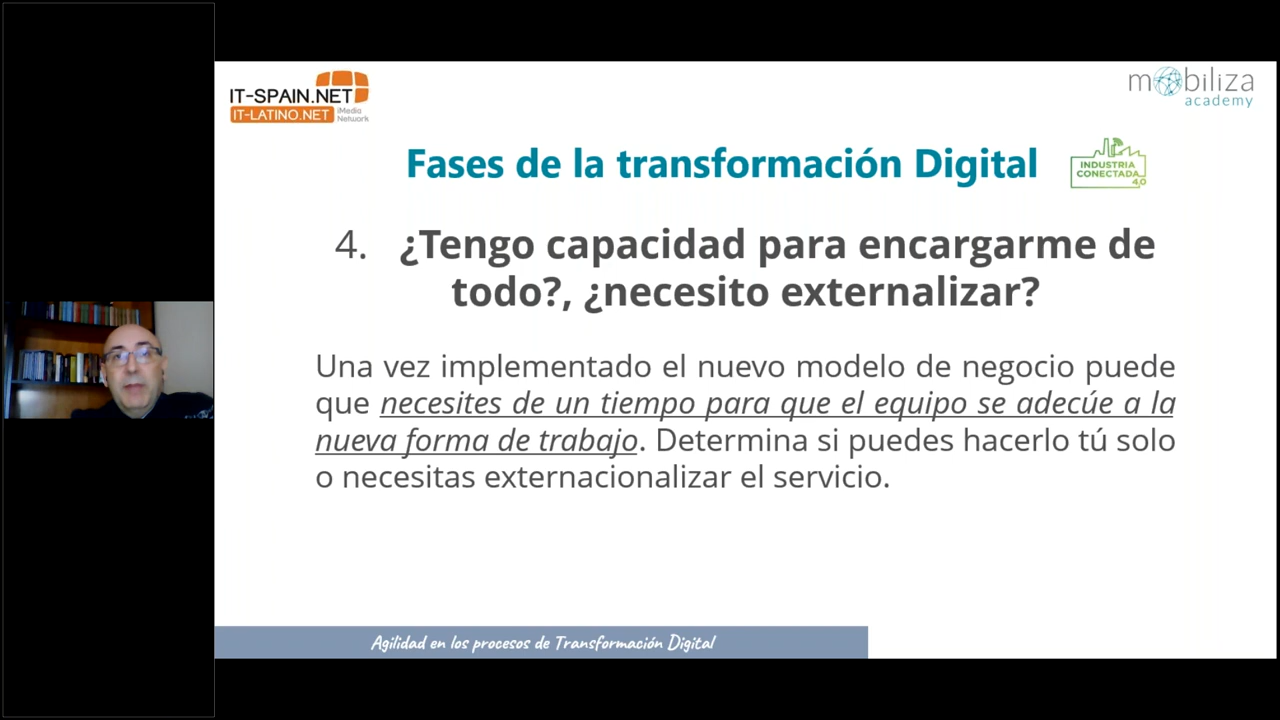 IT-SPAIN.NET
IT-LATINO.NET
iMedia
Network
mobiliza
academy
Fases de la transformación Digital
INDUSTRIA
CONECTADA
4.0
4. ¿Tengo capacidad para encargarme de
todo?, ¿necesito externalizar?
Una vez implementado el nuevo modelo de negocio puede
que necesites de un tiempo para que el equipo se adecúe a la
nueva forma de trabajo. Determina si puedes hacerlo tú solo
o necesitas externacionalizar el servicio.
Agilidad en los procesos de Transformación Digital